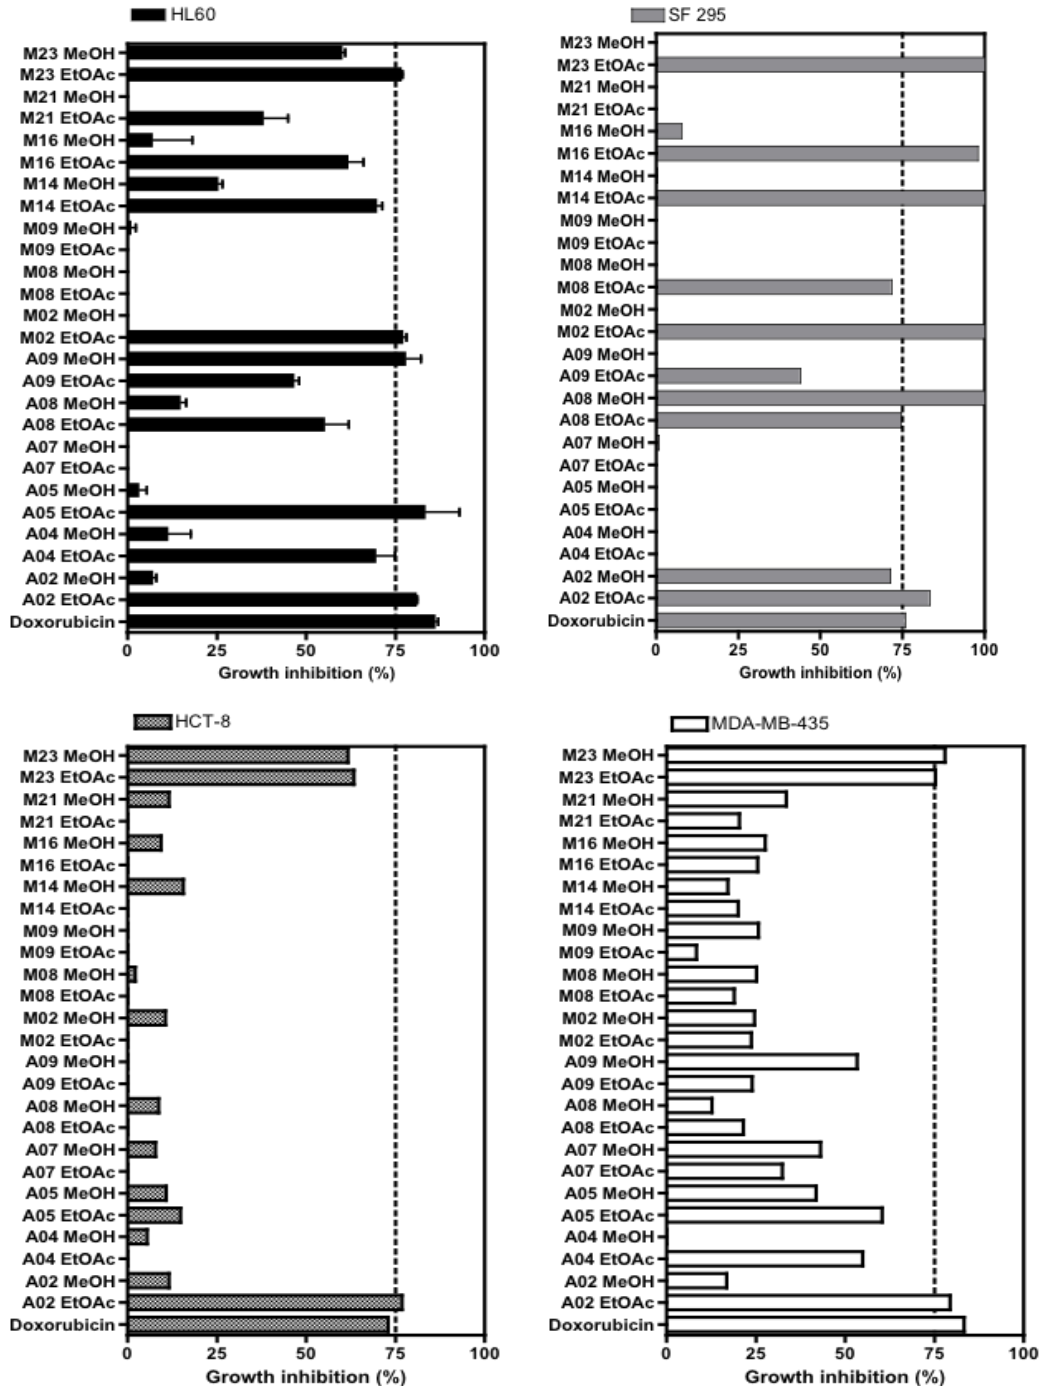 HL60
M23 MeOH
M23 EtOAc
M21 MeOH
M21 EtOAc
M16 MeOH
M16 EtOAc
M14 MeOH
M14 EtOAc
M09 MeOH
M09 EtOAc
M08 MeOH
M08 EtOAc
M02 MeOH
M02 EtOAc
A09 MeOH
A09 EtOAc
A08 MeOH
A08 EtOAc
A07 MeOH
A07 EtOAc
A05 MeOH
A05 EtOAc
A04 MeOH
A04 EtOAc
A02 MeOH
A02 EtOAc
Doxorubicin
0 25 50 75 100
Growth inhibition (%)
SF 295
M23 MeOH
M23 EtOAc
M21 MeOH
M21 EtOAc
M16 MeOH
M16 EtOAc
M14 MeOH
M14 EtOAc
M09 MeOH
M09 EtOAc
M08 MeOH
M08 EtOAc
M02 MeOH
M02 EtOAc
A09 MeOH
A09 EtOAc
A08 MeOH
A08 EtOAc
A07 MeOH
A07 EtOAc
A05 MeOH
A05 EtOAc
A04 MeOH
A04 EtOAc
A02 MeOH
A02 EtOAc
Doxorubicin
0 25 50 75 100
Growth inhibition (%)
HCT-8
M23 MeOH
M23 EtOAc
M21 MeOH
M21 EtOAc
M16 MeOH
M16 EtOAc
M14 MeOH
M14 EtOAc
M09 MeOH
M09 EtOAc
M08 MeOH
M08 EtOAc
M02 MeOH
M02 EtOAc
A09 MeOH
A09 EtOAc
A08 MeOH
A08 EtOAc
A07 MeOH
A07 EtOAc
A05 MeOH
A05 EtOAc
A04 MeOH
A04 EtOAc
A02 MeOH
A02 EtOAc
Doxorubicin
0 25 50 75 100
Growth inhibition (%)
MDA-MB-435
M23 MeOH
M23 EtOAc
M21 MeOH
M21 EtOAc
M16 MeOH
M16 EtOAc
M14 MeOH
M14 EtOAc
M09 MeOH
M09 EtOAc
M08 MeOH
M08 EtOAc
M02 MeOH
M02 EtOAc
A09 MeOH
A09 EtOAc
A08 MeOH
A08 EtOAc
A07 MeOH
A07 EtOAc
A05 MeOH
A05 EtOAc
A04 MeOH
A04 EtOAc
A02 MeOH
A02 EtOAc
Doxorubicin
0 25 50 75 100
Growth inhibition (%)